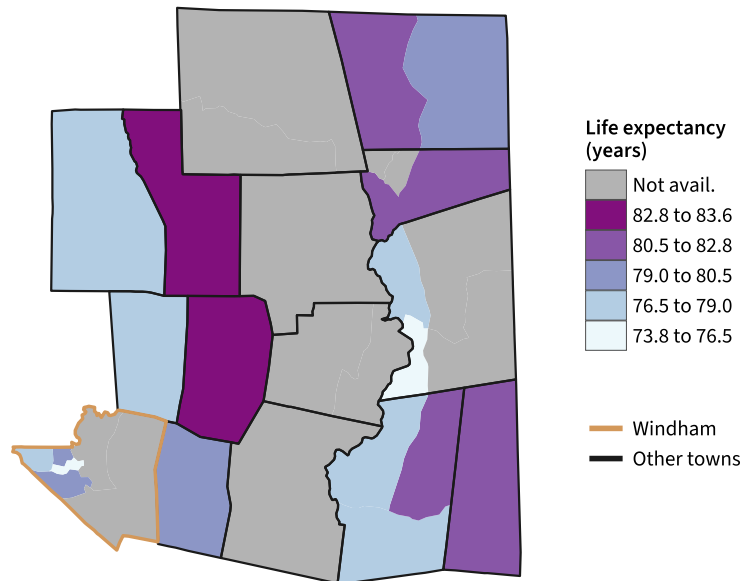 Life expectancy
(years)
Not avail.
82.8 to 83.6
80.5 to 82.8
79.0 to 80.5
76.5 to 79.0
73.8 to 76.5
Windham
Other towns